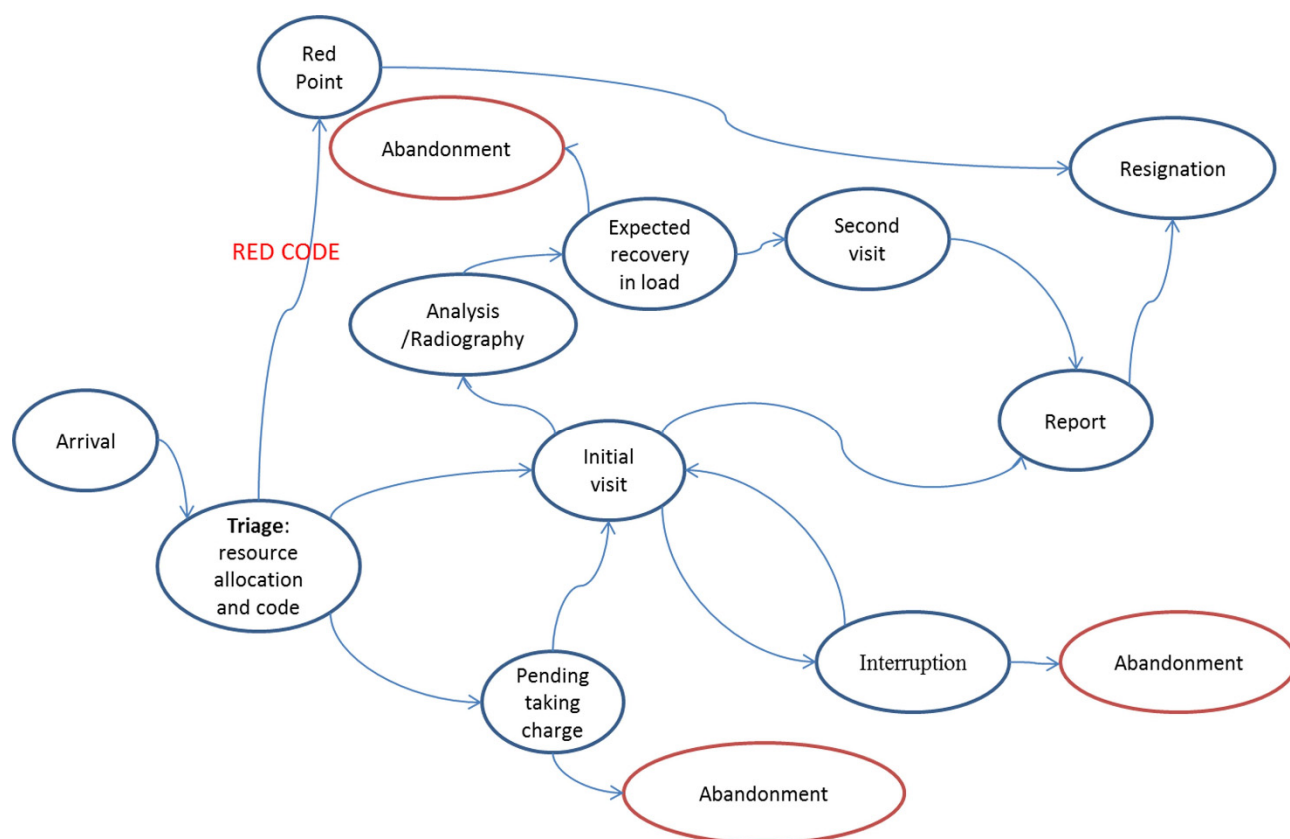 Red
Point
Abandonment
Resignation
Expected
recovery
in load
Second
visit
RED CODE
Analysis
/Radiography
Arrival
Report
Initial
visit
Triage:
resource
allocation
and code
Interruption
Abandonment
Pending
taking
charge
Abandonment